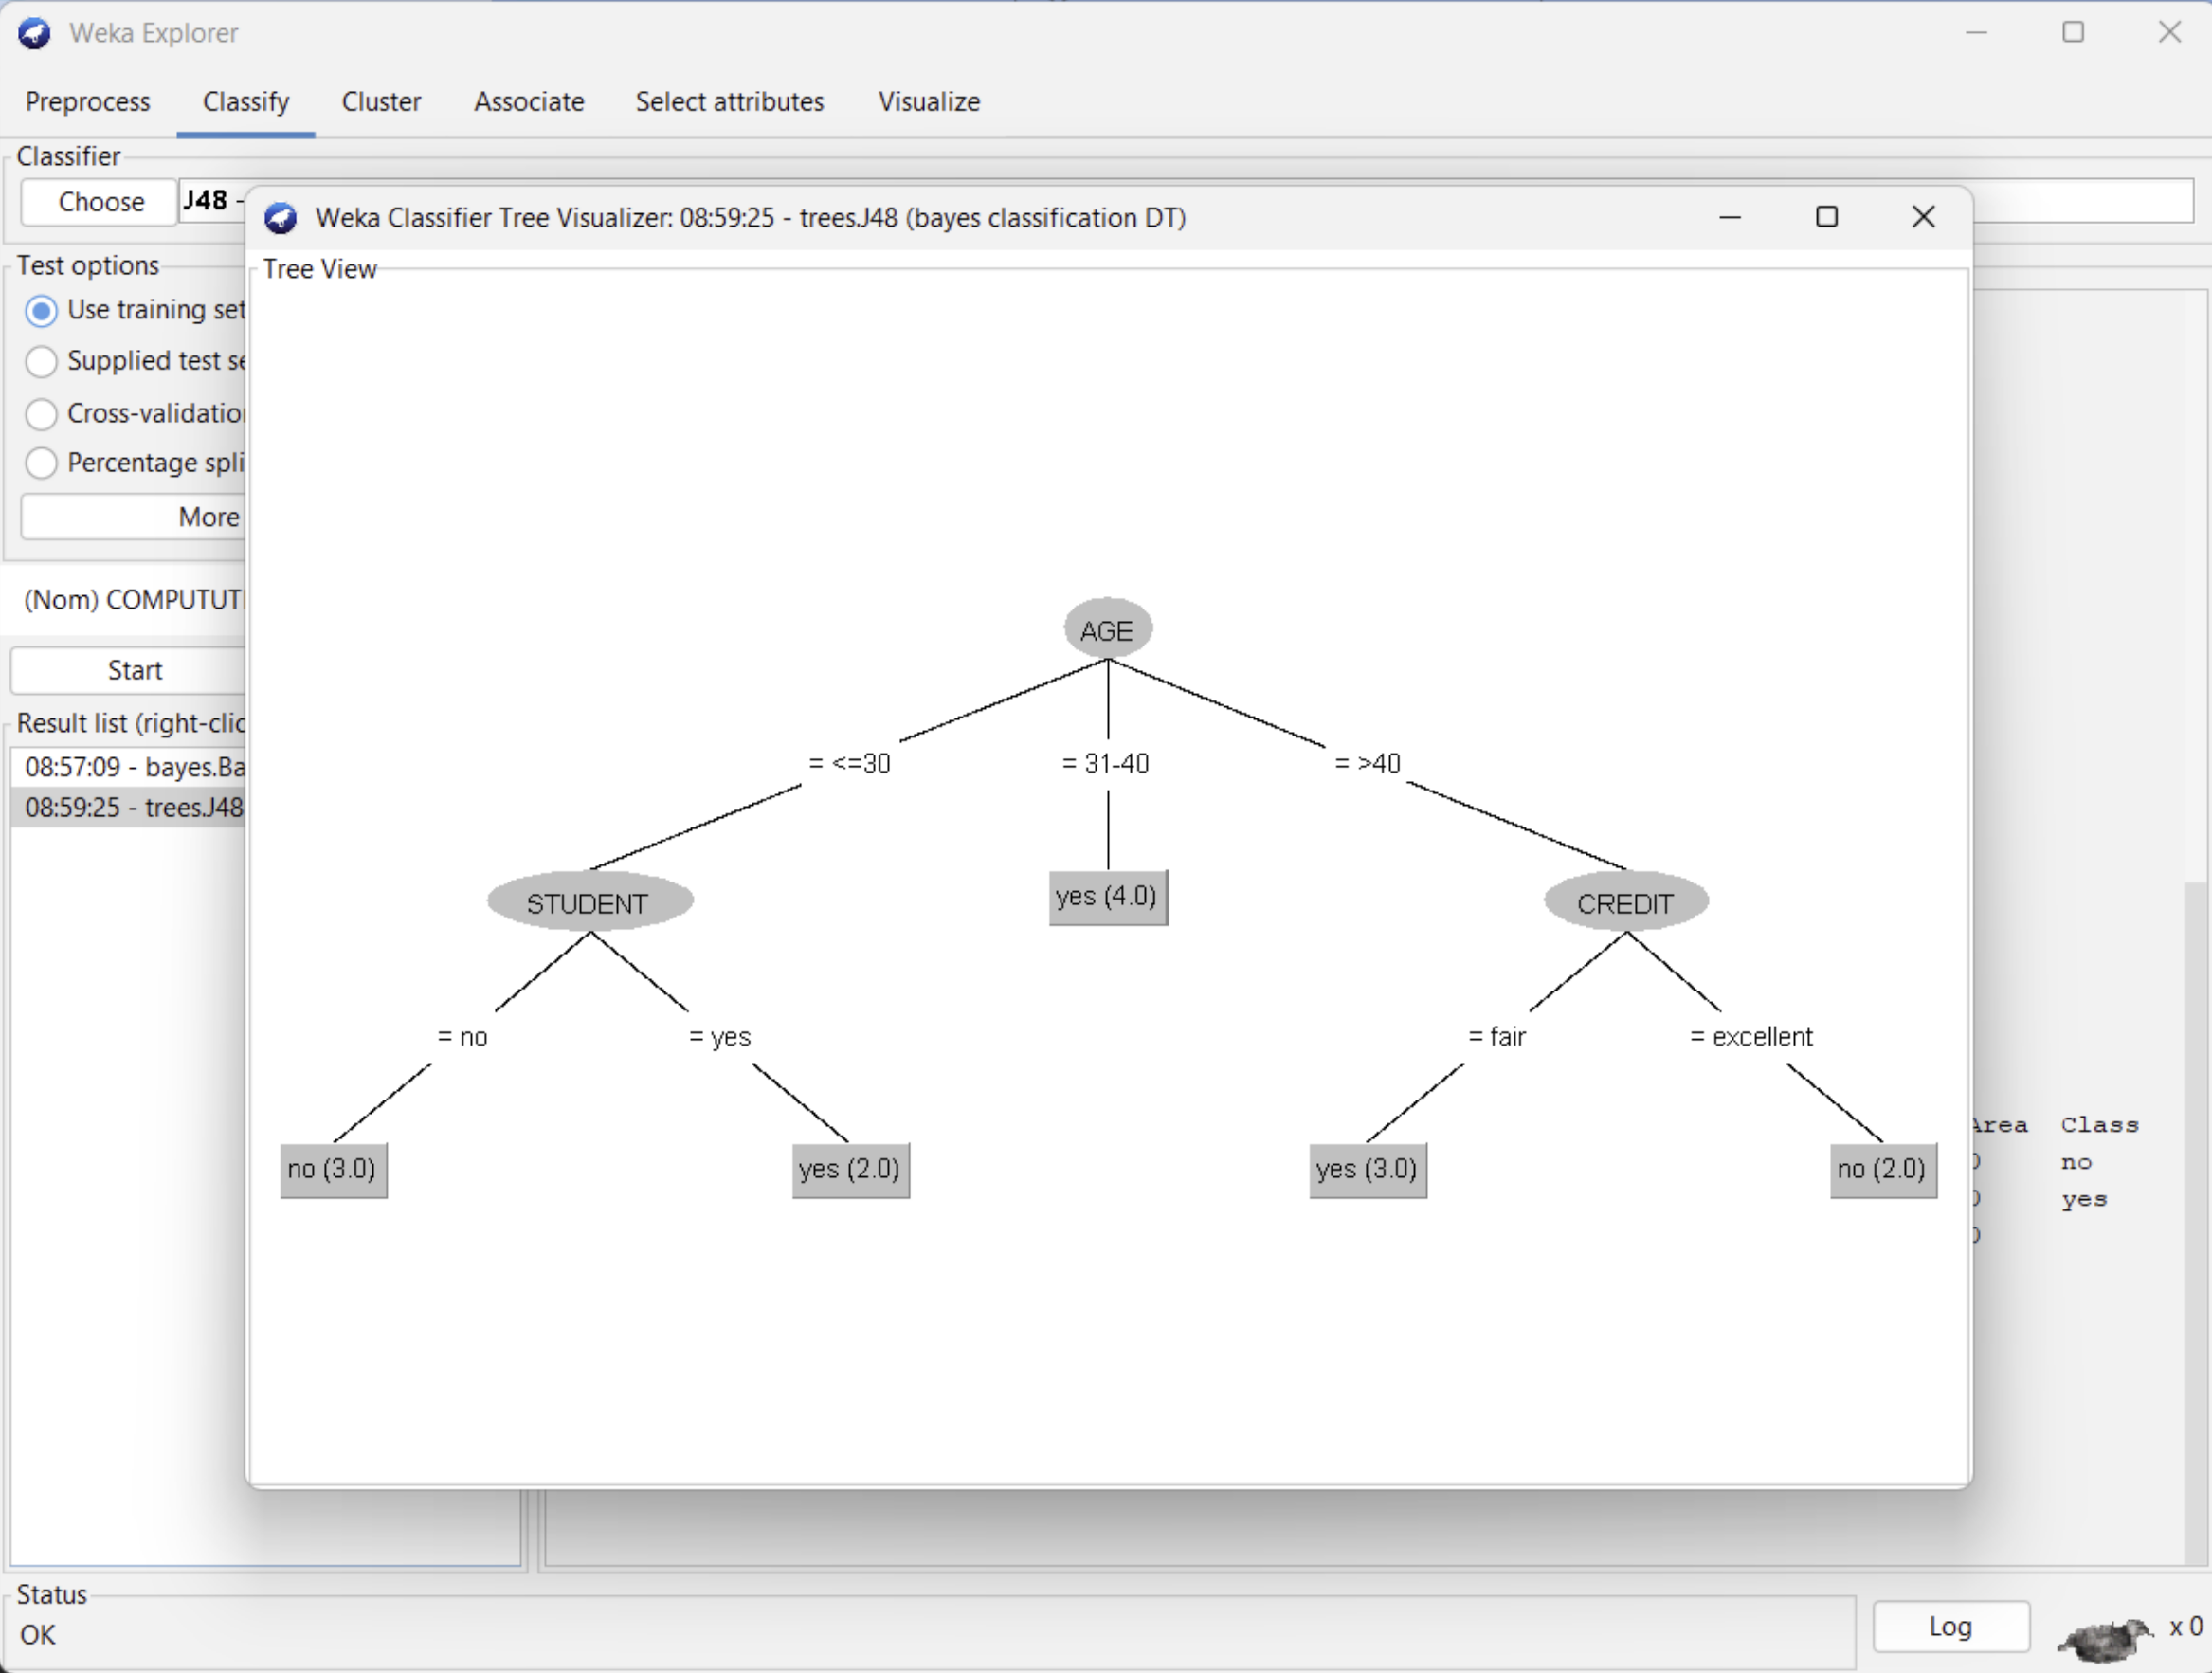 Weka Explorer
Preprocess Classify Cluster Associate Select attributes Visualize
Classifier
Choose J48 -
Weka Classifier Tree Visualizer: 08:59:25 - trees.J48 (bayes classification DT)
Test options
Tree View
Use training set
Supplied test se
Cross-validation
Percentage spli
More
(Nom) COMPUTUT
Start
Result list (right-clic
08:57:09 - bayes.Ba
08:59:25 - trees.J48
AGE
= <=30 = 31-40 = >40
STUDENT yes (4.0) CREDIT
= no = yes = fair = excellent
no (3.0) yes (2.0) yes (3.0) no (2.0)
Area Class
no
yes
Status
OK
Log x 0